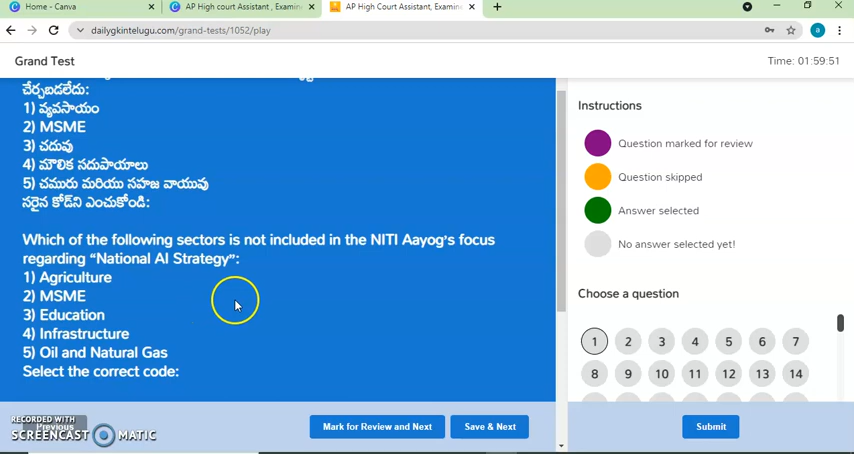 Home - Canva
AP High court Assistant , Examine
AP High Court Assistant, Examin
dailygkintelugu.com/grand-tests/1052/play
a
Grand Test
Time: 01:59:51
చేర్చబడలేదు:
1) వ్యవసాయం
2) MSME
3) చదువు
4) మౌలిక సదుపాయాలు
5) చమురు మరియు సహజ వాయువు
సరైన కోడ్‌ని ఎంచుకోండి:
Which of the following sectors is not included in the NITI Aayog's focus
regarding "National AI Strategy":
1) Agriculture
2) MSME
3) Education
4) Infrastructure
5) Oil and Natural Gas
Select the correct code:
Previous
Mark for Review and Next
Save & Next
Instructions
Question marked for review
Question skipped
Answer selected
No answer selected yet!
Choose a question
1 2 3 4 5 6 7
8 9 10 11 12 13 14
Submit
RECORDED WITH
SCREENCAST MATIC